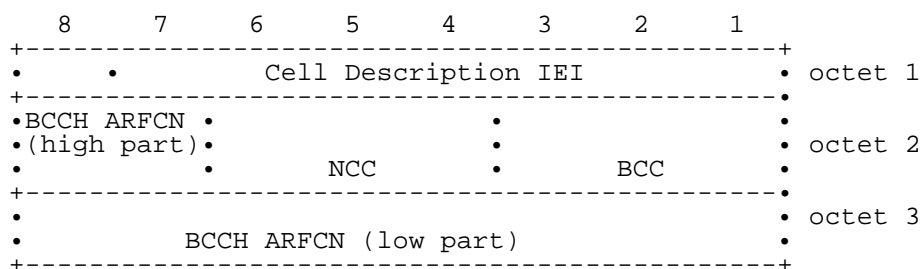 8 7 6 5 4 3 2 1
Cell Description IEI octet 1
BCCH ARFCN
(high part) octet 2
NCC BCC
octet 3
BCCH ARFCN (low part)